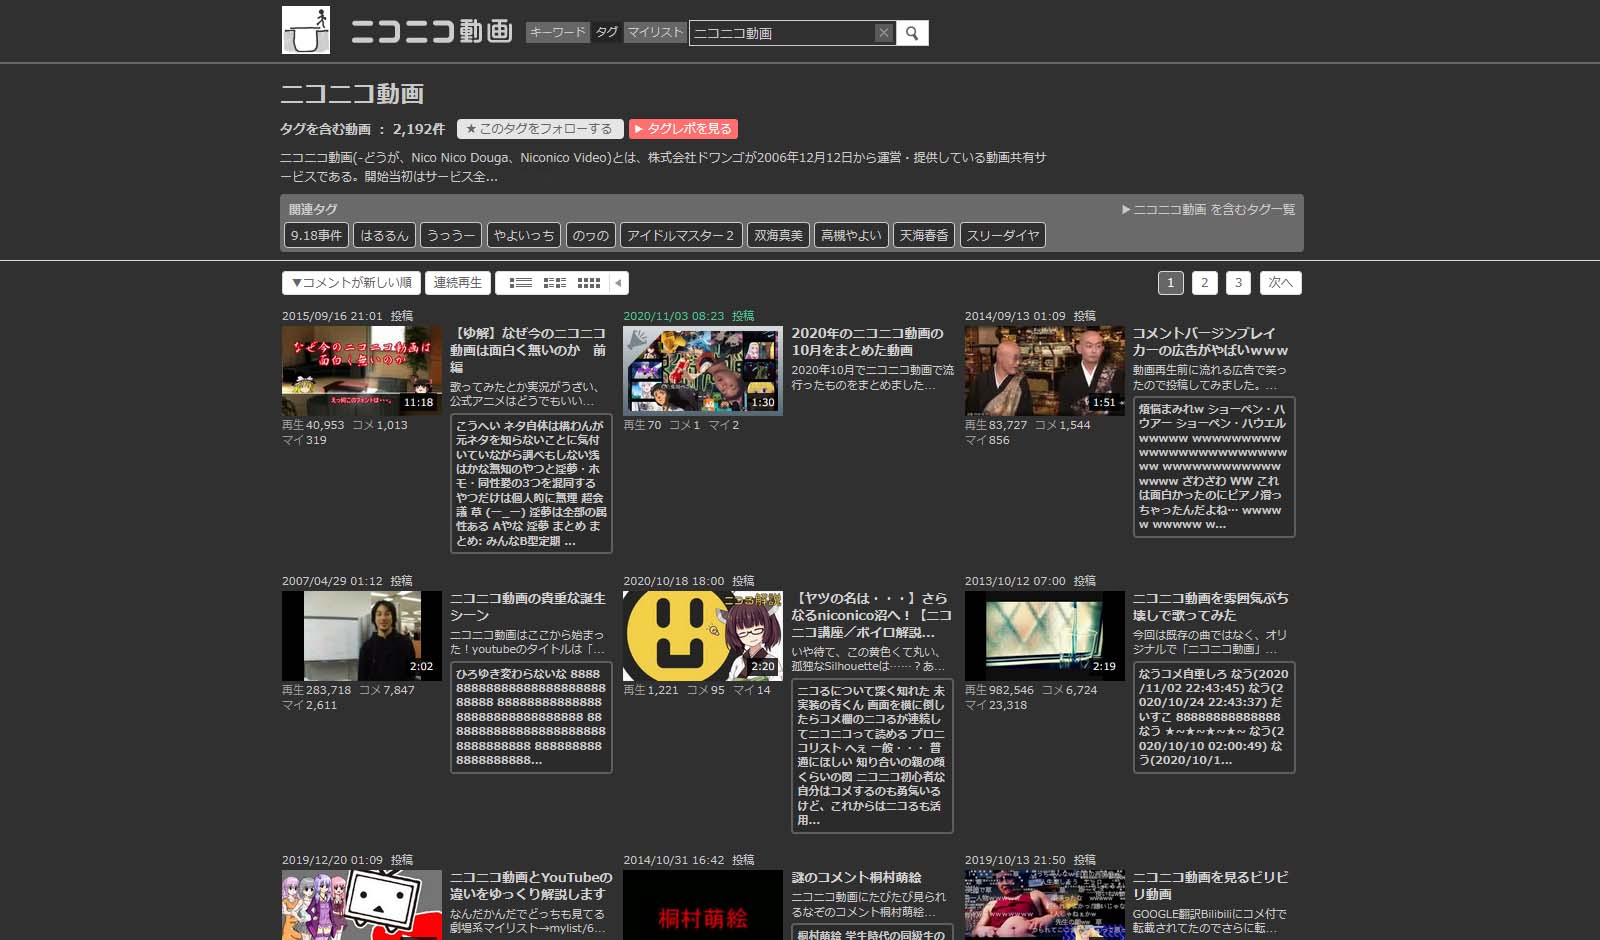 ニコニコ動画 キーワード タグ マイリスト ニコニコ動画
ニコニコ動画
タグを含む動画 ： 2,192件 ★このタグをフォローする ▶ タグレポを見る
ニコニコ動画(-どうが、Nico Nico Douga、Niconico Video)とは、株式会社ドワンゴが2006年12月12日から運営・提供している動画共有サ
ービスである。開始当初はサービス全...
関連タグ ▶ニコニコ動画 を含むタグ一覧
9.18事件 はるるん うっうー やよいっち のワの アイドルマスター２ 双海真美 高槻やよい 天海春香 スリーダイヤ
▼コメントが新しい順 連続再生 1 2 3 次へ
2015/09/16 21:01 投稿
なぜ今のニコニコ動画は
面白く無いのか
11:18
【ゆ解】なぜ今のニコニコ
動画は面白く無いのか　前
編
歌ってみたとか実況がうざい、
公式アニメはどうでもいい...
再生40,953 コメ1,013
マイ319
こうへい ネタ自体は構わんが
元ネタを知らないことに気付
いていながら調べもしない浅
はかな無知のやつと淫夢・ホ
モ・同性愛の3つを混同する
やつだけは個人的に無理 超会
議 草 (ー_ー) 淫夢は全部の属
性ある Aやな 淫夢 まとめ ま
とめ: みんなB型定期 ...
2020/11/03 08:23 投稿
1:30
2020年のニコニコ動画の
10月をまとめた動画
2020年10月でニコニコ動画で流
行ったものをまとめました...
再生70 コメ1 マイ2
2014/09/13 01:09 投稿
1:51
コメントバージンブレイ
カーの広告がやばいｗｗｗ
動画再生前に流れる広告で笑っ
たので投稿してみました。...
再生83,727 コメ1,544
マイ856
煩悩まみれw ショーペン・ハ
ウアー ショーペン・ハウエル
wwwww wwwwwwwww
wwwwwwwwwwwwwww
ww wwwwwwwwwwww
wwww ざわざわ WW これ
は面白かったのにピアノ滑っ
ちゃったんだよね… wwww
w wwwww w...
2007/04/29 01:12 投稿
2:02
ニコニコ動画の貴重な誕生
シーン
ニコニコ動画はここから始まっ
た！youtubeのタイトルは「...
再生283,718 コメ7,847
マイ2,611
ひろゆき変わらないな 8888
88888888888888888888
88888 88888888888888
88888888888888888 88
88888888888888888888
8888888888 888888888
8888888888...
2020/10/18 18:00 投稿
ニコる解説
2:20
【ヤツの名は・・・】さら
なるniconico沼へ！【ニコ
ニコ講座／ボイロ解説...
いや待て、この黄色くて丸い、
孤独なSilhouetteは……？あ...
再生1,221 コメ95 マイ14
ニコるについて深く知れた 未
実装の青くん 画面を横に倒し
たらコメ欄のニコるが連続し
てニコニコって読める プロニ
コリスト へぇ 一般・・・ 普
通にほしい 知り合いの親の顔
くらいの図 ニコニコ初心者な
自分はコメするのも勇気いる
けど、これからはニコるも活
用...
2013/10/12 07:00 投稿
2:19
ニコニコ動画を雰囲気ぶち
壊しで歌ってみた
今回は既存の曲ではなく、オリ
ジナルで「ニコニコ動画」...
再生982,546 コメ6,724
マイ23,318
なうコメ自重しろ なう(2020
/11/02 22:43:45) なう(2
020/10/24 22:43:37) だ
いすこ 88888888888888
なう ★~★~★~★~ なう(2
020/10/10 02:00:49) な
う(2020/10/1...
2019/12/20 01:09 投稿
ニコニコ動画とYouTubeの
違いをゆっくり解説します
なんだかんだでどっちも見てる
劇場系マイリスト→mylist/6...
2014/10/31 16:42 投稿
桐村萌絵
謎のコメント桐村萌絵
ニコニコ動画にたびたび見られ
るなぞのコメント桐村萌絵...
桐村萌絵 学生時代の同級生の
2019/10/13 21:50 投稿
ニコニコ動画を見るビリビ
リ動画
GOOGLE翻訳Bilibiliにコメ付で
転載されてたのでさらに転...